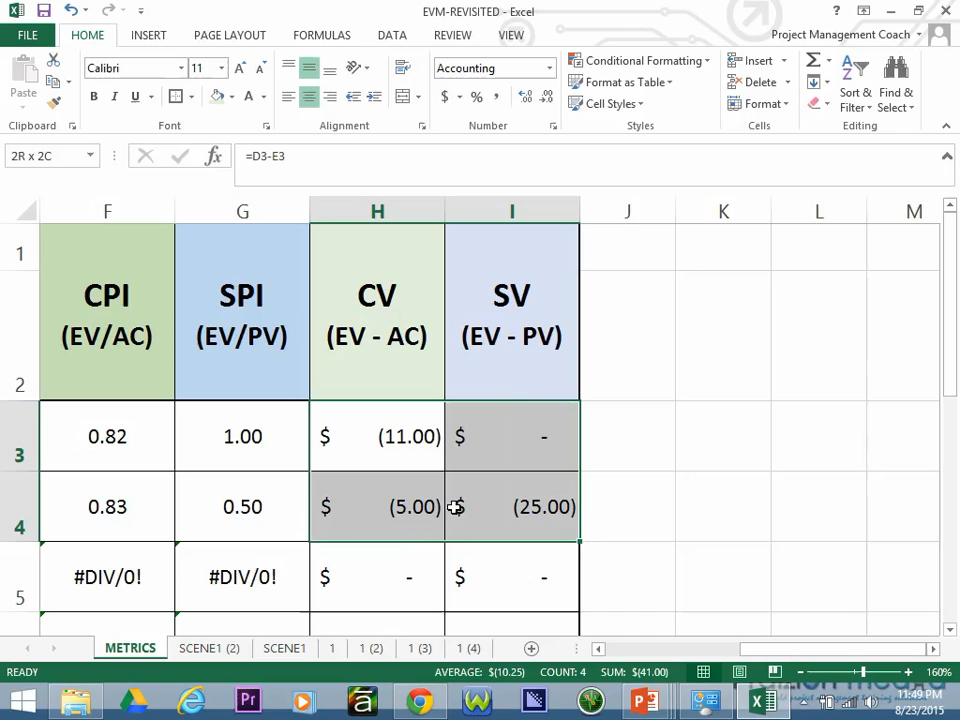 EVM-REVISITED - Excel
FILE HOME INSERT PAGE LAYOUT FORMULAS DATA REVIEW VIEW Project Management Coach
Paste
Calibri 11
B I U
Accounting
$ % ,
Conditional Formatting
Format as Table
Cell Styles
Insert
Delete
Format
Sort & Filter
Find & Select
Clipboard Font Alignment Number Styles Cells Editing
2R x 2C fx =D3-E3
F G H I J K L M
1
2
CPI (EV/AC)
SPI (EV/PV)
CV (EV - AC)
SV (EV - PV)
3 0.82 1.00 $ (11.00) $ -
4 0.83 0.50 $ (5.00) $ (25.00)
5 #DIV/0! #DIV/0! $ - $ -
METRICS SCENE1 (2) SCENE1 1 1 (2) 1 (3) 1 (4)
READY AVERAGE: $(10.25) COUNT: 4 SUM: $(41.00) 160%
11:49 PM
8/23/2015